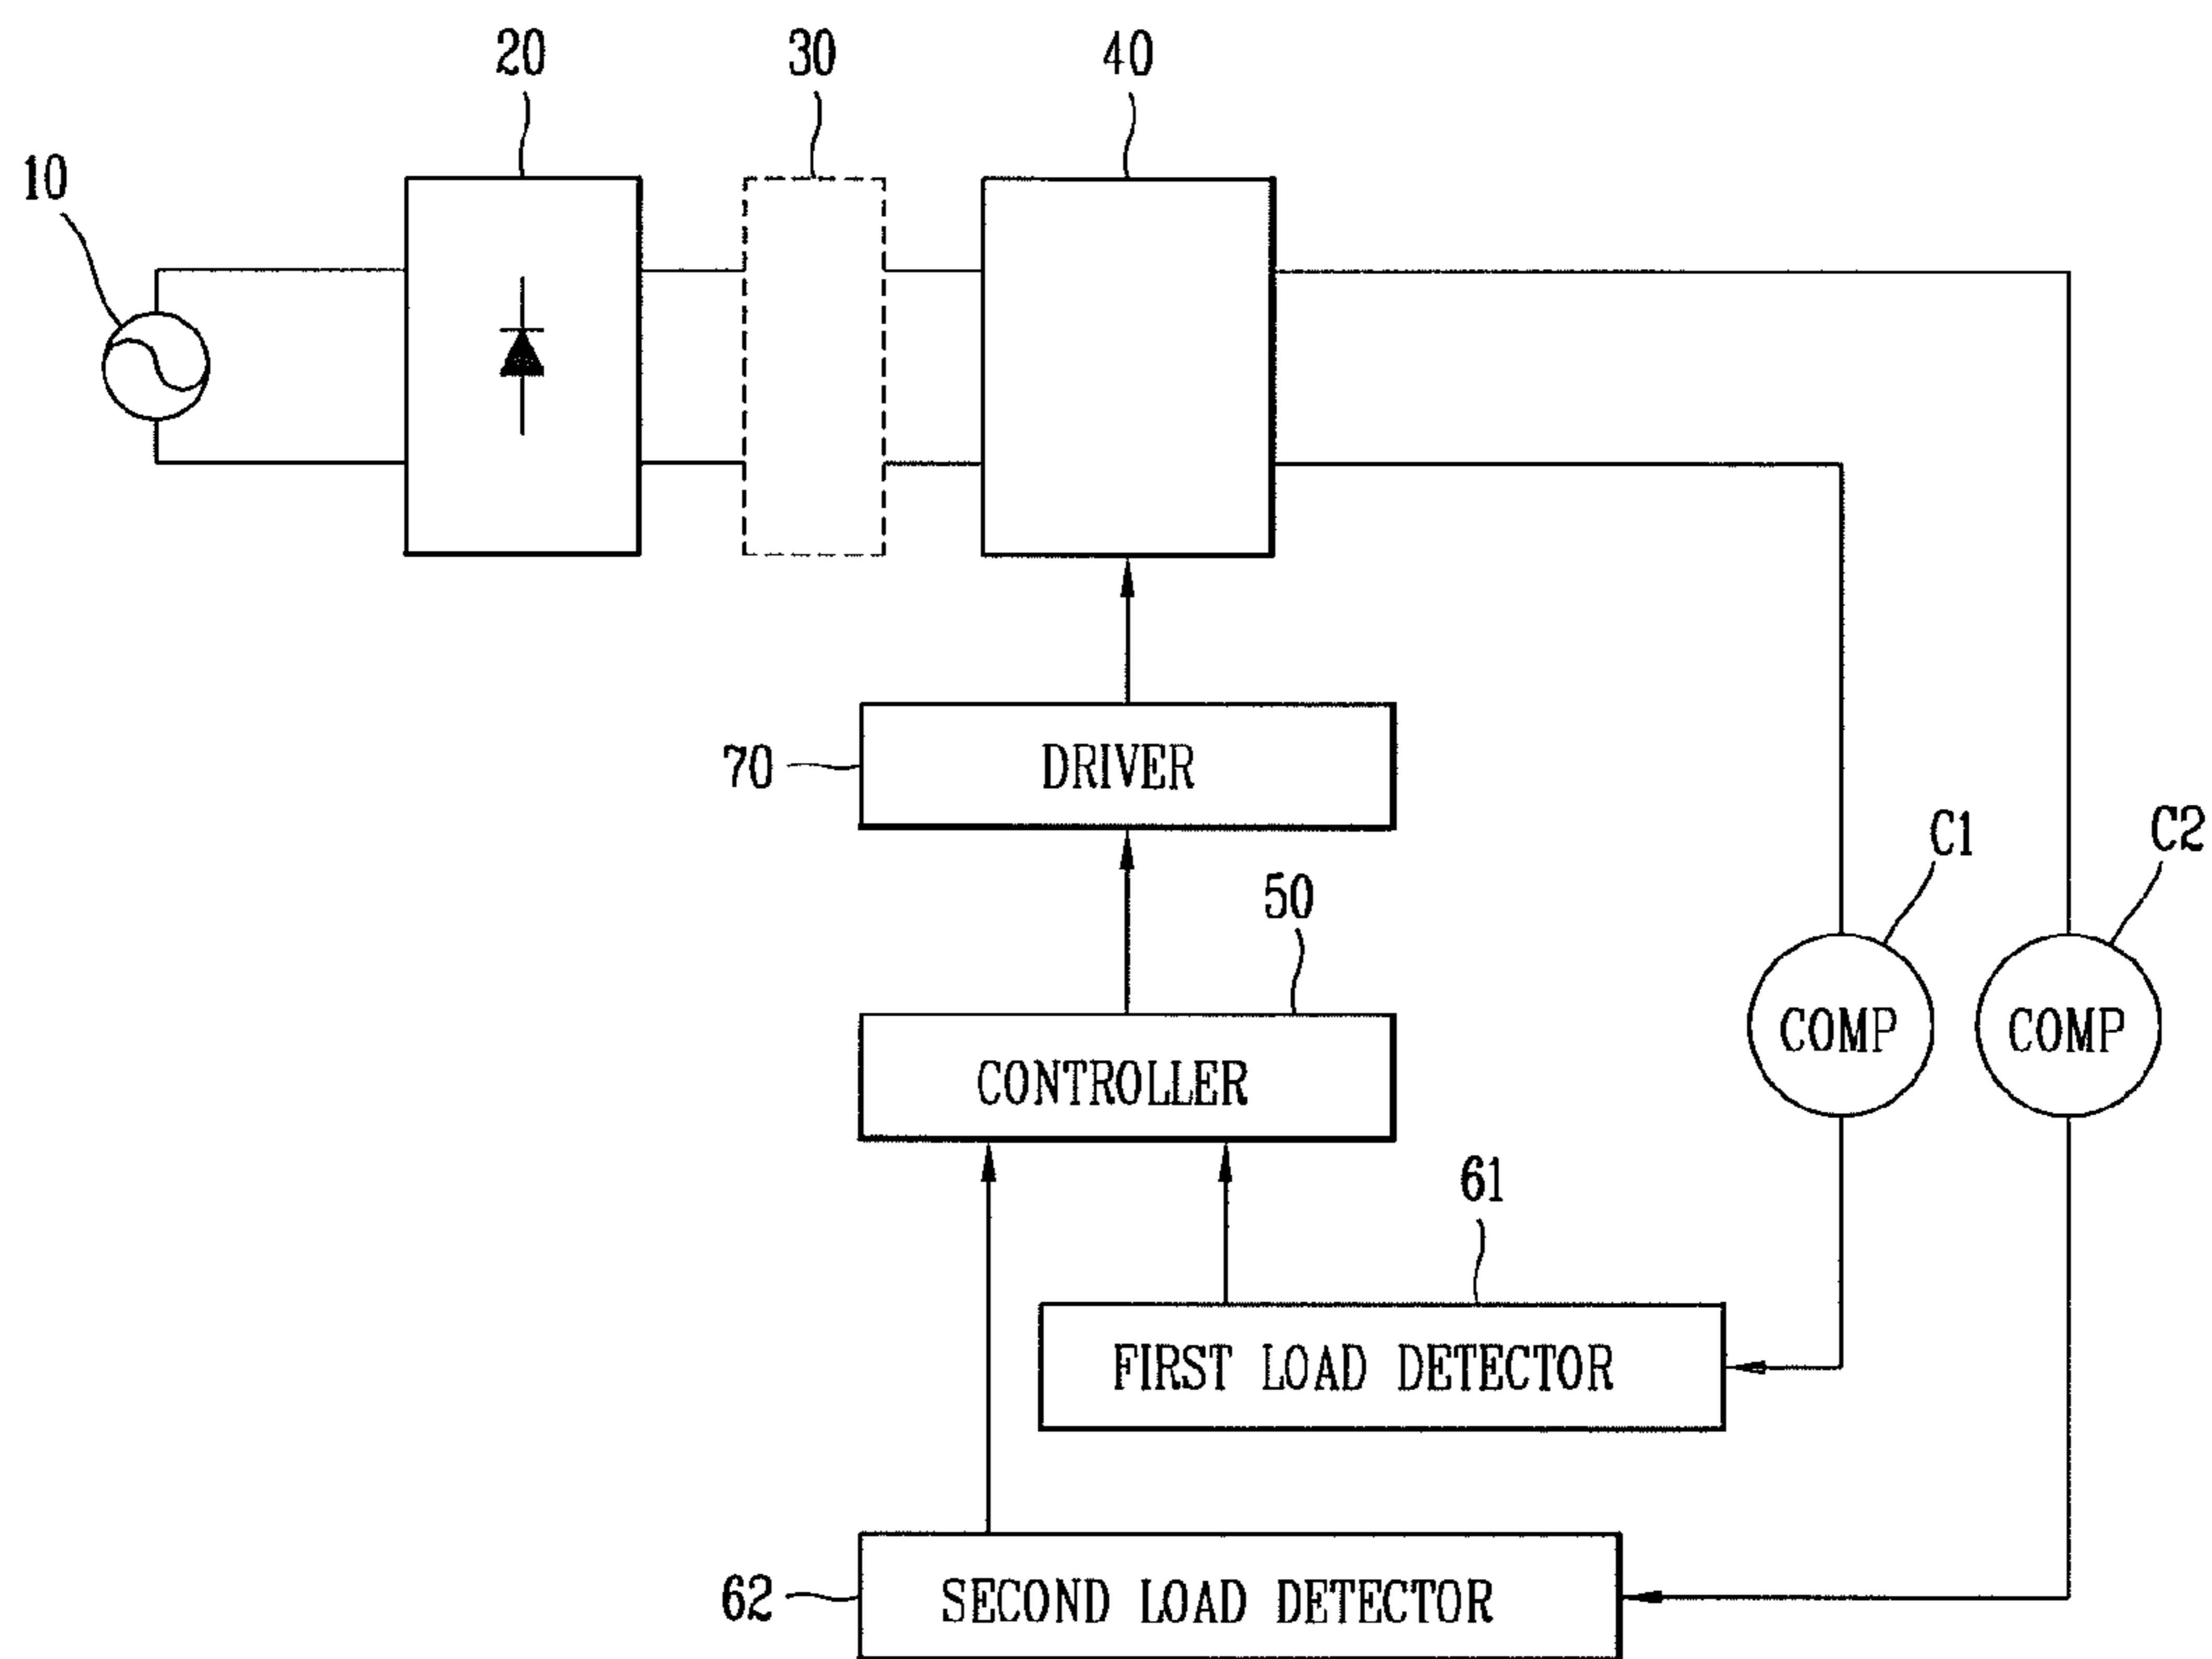 20
30
40
10
70
DRIVER
C1
C2
50
COMP
COMP
CONTROLLER
61
FIRST LOAD DETECTOR
62
SECOND LOAD DETECTOR